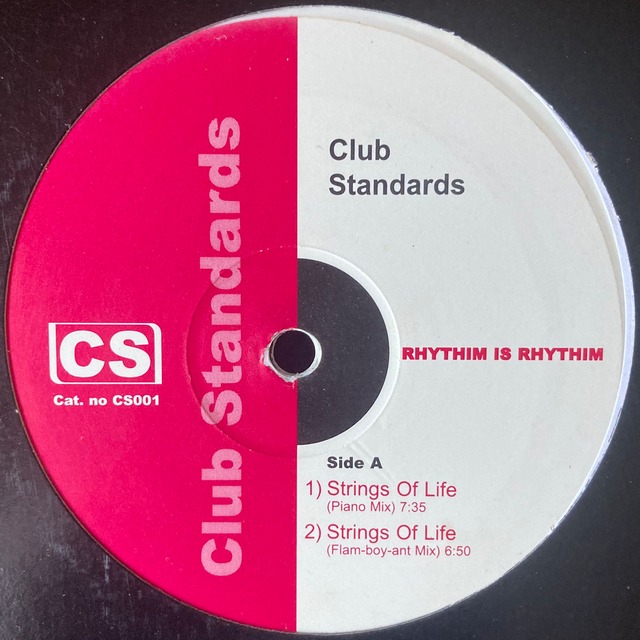 Club Standards
CS
Cat. no CS001
Club
Standards
RHYTHIM IS RHYTHIM
Side A
1) Strings Of Life
(Piano Mix) 7:35
2) Strings Of Life
(Flam-boy-ant Mix) 6:50